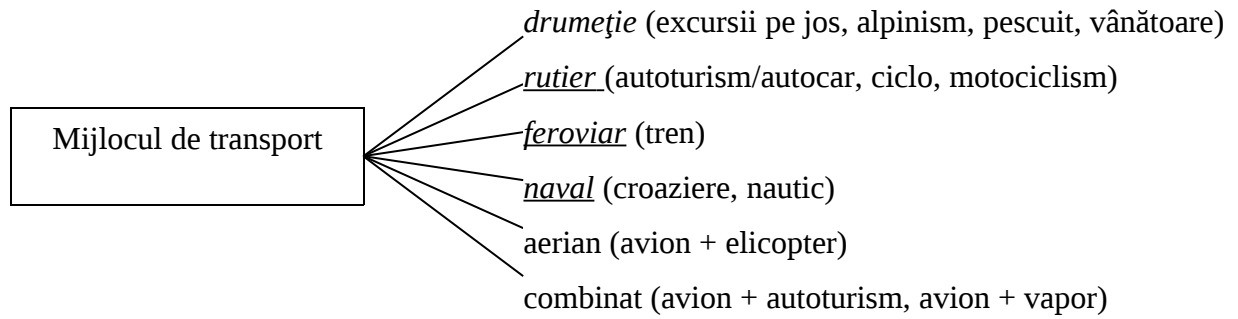 drumeţie (excursii pe jos, alpinism, pescuit, vânătoare)
rutier (autoturism/autocar, ciclo, motociclism)
Mijlocul de transport
feroviar (tren)
naval (croaziere, nautic)
aerian (avion + elicopter)
combinat (avion + autoturism, avion + vapor)